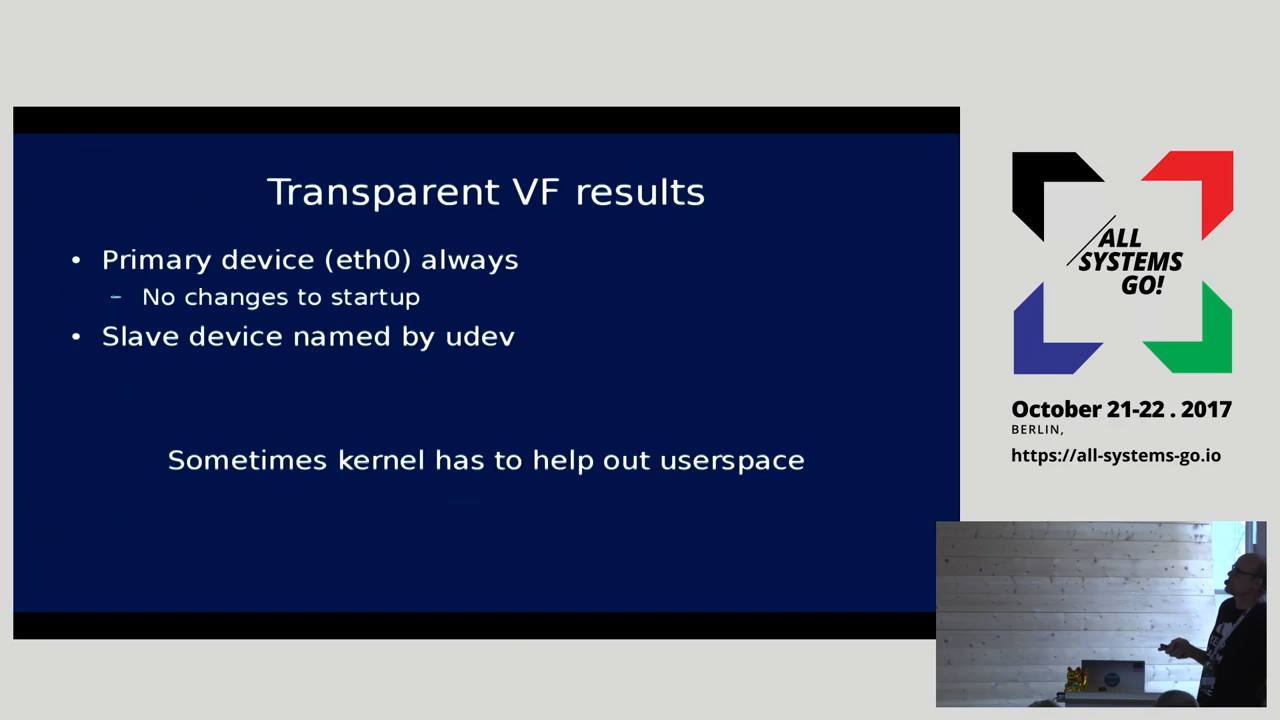 Transparent VF results
• Primary device (eth0) always
– No changes to startup
• Slave device named by udev
Sometimes kernel has to help out userspace
ALL
SYSTEMS
GO!
October 21-22 . 2017
BERLIN,
https://all-systems-go.io